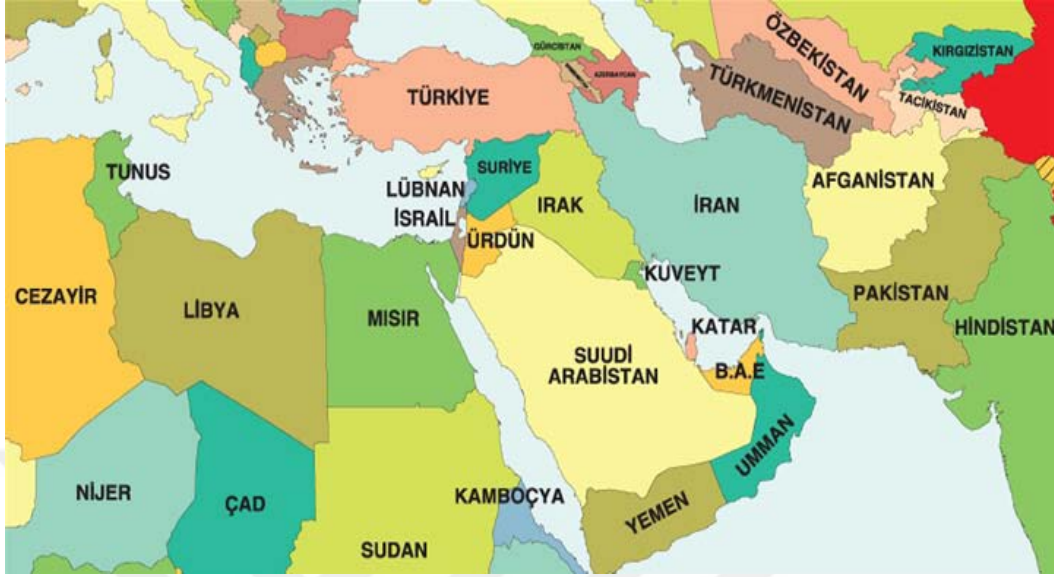 ÖZBEKİSTAN
KIRGIZİSTAN
GÜRCİSTAN
AZERBAYCAN
TÜRKMENİSTAN
TACİKİSTAN
TÜRKİYE
TUNUS
SURİYE
AFGANİSTAN
LÜBNAN
İSRAİL
IRAK
İRAN
ÜRDÜN
KÜVEYT
CEZAYİR
LİBYA
MISIR
PAKİSTAN
HİNDİSTAN
KATAR
SUUDİ
ARABİSTAN
B.A.E
UMMAN
NİJER
ÇAD
KAMBOÇYA
YEMEN
SUDAN